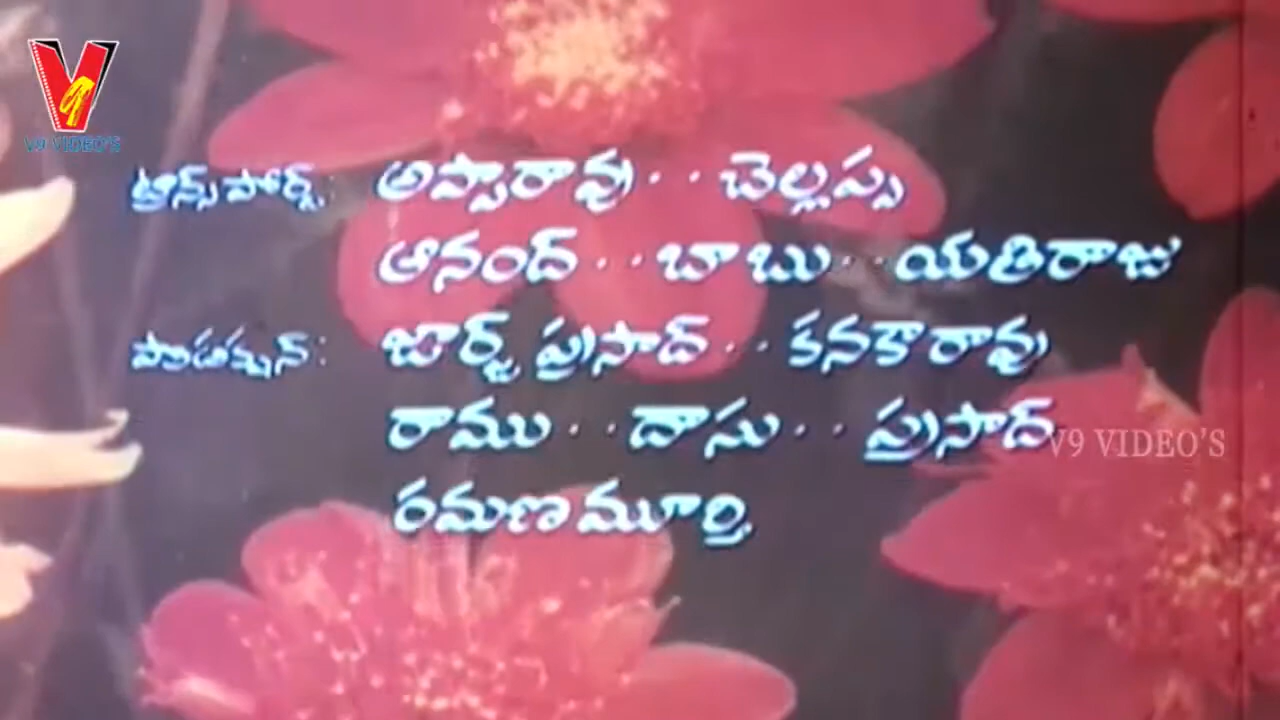 V9 VIDEO'S
ట్రాన్స్‌పోర్ట్: అప్పారావు . . చెల్లప్ప
ఆనంద్ . . బాబు . . యతిరాజు
ప్రొడక్షన్: జార్జ్ ప్రసాద్ . . కనకారావు
రాము . . దాసు . . ప్రసాద్
V9 VIDEO'S
రమణమూర్తి